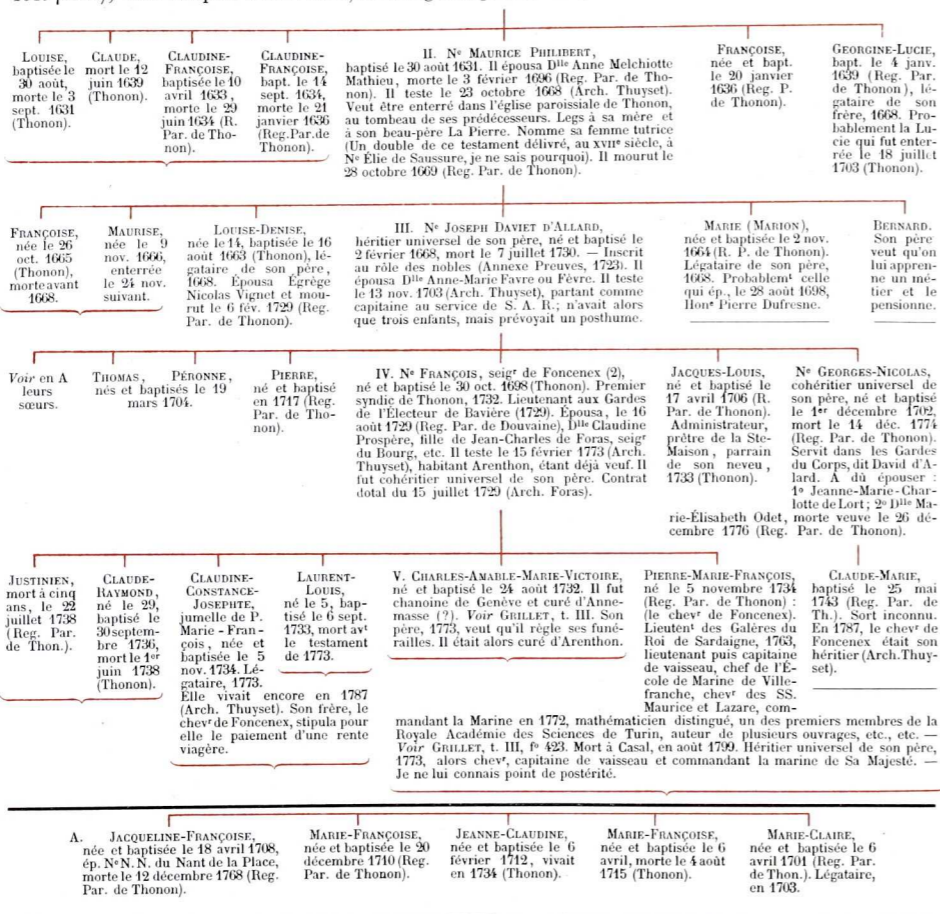 LOUISE,
baptisée le
30 août,
morte le 3
sept. 1631
(Thonon).
CLAUDE,
mort le 12
juin 1639
(Thonon).
CLAUDINE-
FRANÇOISE,
baptisée le 10
avril 1633,
morte le 29
juin 1634 (R.
Par. de Tho-
non).
CLAUDINE-
FRANÇOISE,
bapt. le 14
sept. 1634,
morte le 21
janvier 1636
(Reg. Par. de
Thonon).
II. Nᵉ MAURICE PHILIBERT,
baptisé le 30 août 1631. Il épousa Dˡˡᵉ Anne Melchiotte
Mathieu, morte le 3 février 1696 (Reg. Par. de Tho-
non). Il teste le 23 octobre 1668 (Arch. Thuyset).
Veut être enterré dans l'église paroissiale de Thonon,
au tombeau de ses prédécesseurs. Legs à sa mère et
à son beau-père La Pierre. Nomme sa femme tutrice
(Un double de ce testament délivré, au XVIIᵉ siècle, à
Nᵉ Élie de Saussure, je ne sais pourquoi). Il mourut le
28 octobre 1669 (Reg. Par. de Thonon).
FRANÇOISE,
née et bapt.
le 20 janvier
1636 (Reg. P.
de Thonon).
GEORGINE-LUCIE,
bapt. le 4 janv.
1639 (Reg. Par.
de Thonon), lé-
gataire de son
frère, 1668. Pro-
bablement la Lu-
cie qui fut enter-
rée le 18 juillet
1703 (Thonon).
FRANÇOISE,
née le 26
oct. 1665
(Thonon),
morte avant
1668.
MAURISE,
née le 9
nov. 1666,
enterrée
le 24 nov.
suivant.
LOUISE-DENISE,
née le 14, baptisée le 16
août 1663 (Thonon), lé-
gataire de son père,
1668. Épousa Égrège
Nicolas Vignet et mou-
rut le 6 fév. 1729 (Reg.
Par. de Thonon).
III. Nᵉ JOSEPH DAVIET D'ALLARD,
héritier universel de son père, né et baptisé le
2 février 1668, mort le 7 juillet 1730. — Inscrit
au rôle des nobles (Annexe Preuves, 1723). Il
épousa Dˡˡᵉ Anne-Marie Favre ou Fèvre. Il teste
le 13 nov. 1703 (Arch. Thuyset), partant comme
capitaine au service de S. A. R.; n'avait alors
que trois enfants, mais prévoyait un posthume.
MARIE (MARION),
née et baptisée le 2 nov.
1664 (R. P. de Thonon).
Légataire de son père,
1668. Problemᵗ celle
qui ép., le 28 août 1698,
Honᵉ Pierre Dufresne.
BERNARD.
Son père
veut qu'on
lui appren-
ne un mé-
tier et le
pensionne.
Voir en A
leurs
sœurs.
THOMAS, PÉRONNE,
nés et baptisés le 19
mars 1704.
PIERRE,
né et baptisé
en 1717 (Reg.
Par. de Tho-
non).
IV. Nᵉ FRANÇOIS, seigʳ de Foncenex (2),
né et baptisé le 30 oct. 1698 (Thonon). Premier
syndic de Thonon, 1732. Lieutenant aux Gardes
de l'Électeur de Bavière (1729). Épousa, le 16
août 1729 (Reg. Par. de Douvaine), Dˡˡᵉ Claudine
Prospère, fille de Jean-Charles de Foras, seigʳ
du Bourg, etc. Il teste le 15 février 1773 (Arch.
Thuyset), habitant Arenthon, étant déjà veuf. Il
fut cohéritier universel de son père. Contrat
dotal du 15 juillet 1729 (Arch. Foras).
JACQUES-LOUIS,
né et baptisé le
17 avril 1706 (R.
Par. de Thonon).
Administrateur,
prêtre de la Ste-
Maison, parrain
de son neveu,
1733 (Thonon).
Nᵉ GEORGES-NICOLAS,
cohéritier universel de
son père, né et baptisé
le 1ᵉʳ décembre 1702,
mort le 14 déc. 1774
(Reg. Par. de Thonon).
Servit dans les Gardes
du Corps, dit David d'A-
lard. A dû épouser :
1º Jeanne-Marie-Char-
lotte de Lort; 2º Dˡˡᵉ Ma-
rie-Élisabeth Odet, morte veuve le 26 dé-
cembre 1776 (Reg. Par. de Thonon).
JUSTINIEN,
mort à cinq
ans, le 22
juillet 1738
(Reg. Par.
de Thon.).
CLAUDE-
RAYMOND,
né le 29,
baptisé le
30 septem-
bre 1736,
mort le 1ᵉʳ
juin 1738
(Thonon).
CLAUDINE-
CONSTANCE-
JOSEPHTE,
jumelle de P.
Marie-Fran-
çois, née et
baptisée le 5
nov. 1734. Lé-
gataire, 1773.
Elle vivait encore en 1787
(Arch. Thuyset). Son frère, le
chevʳ de Foncenex, stipula pour
elle le paiement d'une rente
viagère.
LAURENT-
LOUIS,
né le 5, bap-
tisé le 6 sept.
1733, mort avᵗ
le testament
de 1773.
V. CHARLES-AMABLE-MARIE-VICTOIRE,
né et baptisé le 24 août 1732. Il fut
chanoine de Genève et curé d'Anne-
masse (?). Voir GRILLET, t. III. Son
père, 1773, veut qu'il règle ses funé-
railles. Il était alors curé d'Arenthon.
PIERRE-MARIE-FRANÇOIS,
né le 5 novembre 1734
(Reg. Par. de Thonon) :
(le chevʳ de Foncenex).
Lieutenᵗ des Galères du
Roi de Sardaigne, 1763,
lieutenant puis capitaine
de vaisseau, chef de l'É-
cole de Marine de Ville-
franche, chevʳ des SS.
Maurice et Lazare, com-
mandant la Marine en 1772, mathématicien distingué, un des premiers membres de la
Royale Académie des Sciences de Turin, auteur de plusieurs ouvrages, etc., etc. —
Voir GRILLET, t. III, fº 423. Mort à Casal, en août 1799. Héritier universel de son père,
1773, alors chevʳ, capitaine de vaisseau et commandant la marine de Sa Majesté. —
Je ne lui connais point de postérité.
CLAUDE-MARIE,
baptisé le 25 mai
1743 (Reg. Par. de
Th.). Sort inconnu.
En 1787, le chevʳ de
Foncenex était son
héritier (Arch. Thuy-
set).
A. JACQUELINE-FRANÇOISE,
née et baptisée le 18 avril 1708,
ép. Nᵉ N. N. du Nant de la Place,
morte le 12 décembre 1768 (Reg.
Par. de Thonon).
MARIE-FRANÇOISE,
née et baptisée le 20
décembre 1710 (Reg.
Par. de Thonon).
JEANNE-CLAUDINE,
née et baptisée le 6
février 1712, vivait
en 1734 (Thonon).
MARIE-FRANÇOISE,
née et baptisée le 6
avril, morte le 4 août
1715 (Thonon).
MARIE-CLAIRE,
née et baptisée le 6
avril 1701 (Reg. Par.
de Thon.). Légataire,
en 1703.